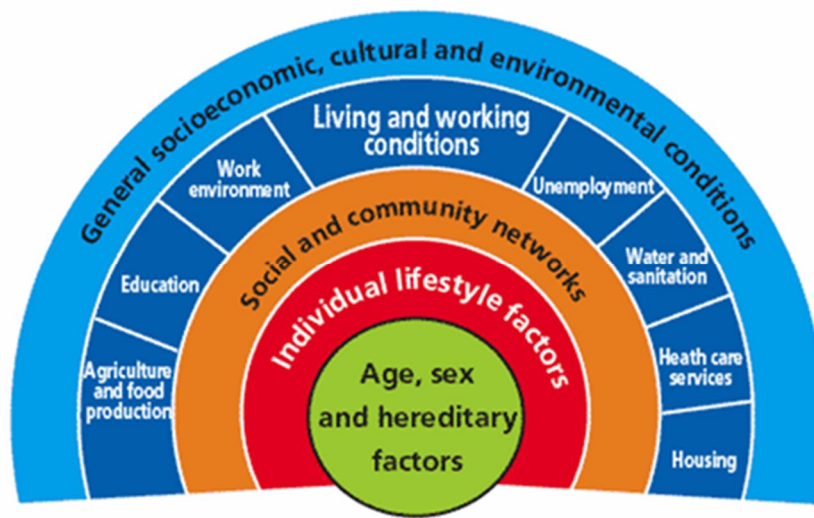 General socioeconomic, cultural and environmental conditions
Living and working
conditions
Work
environment
Unemployment
Education
Water and
sanitation
Agriculture
and food
production
Heath care
services
Housing
Social and community networks
Individual lifestyle factors
Age, sex
and hereditary
factors